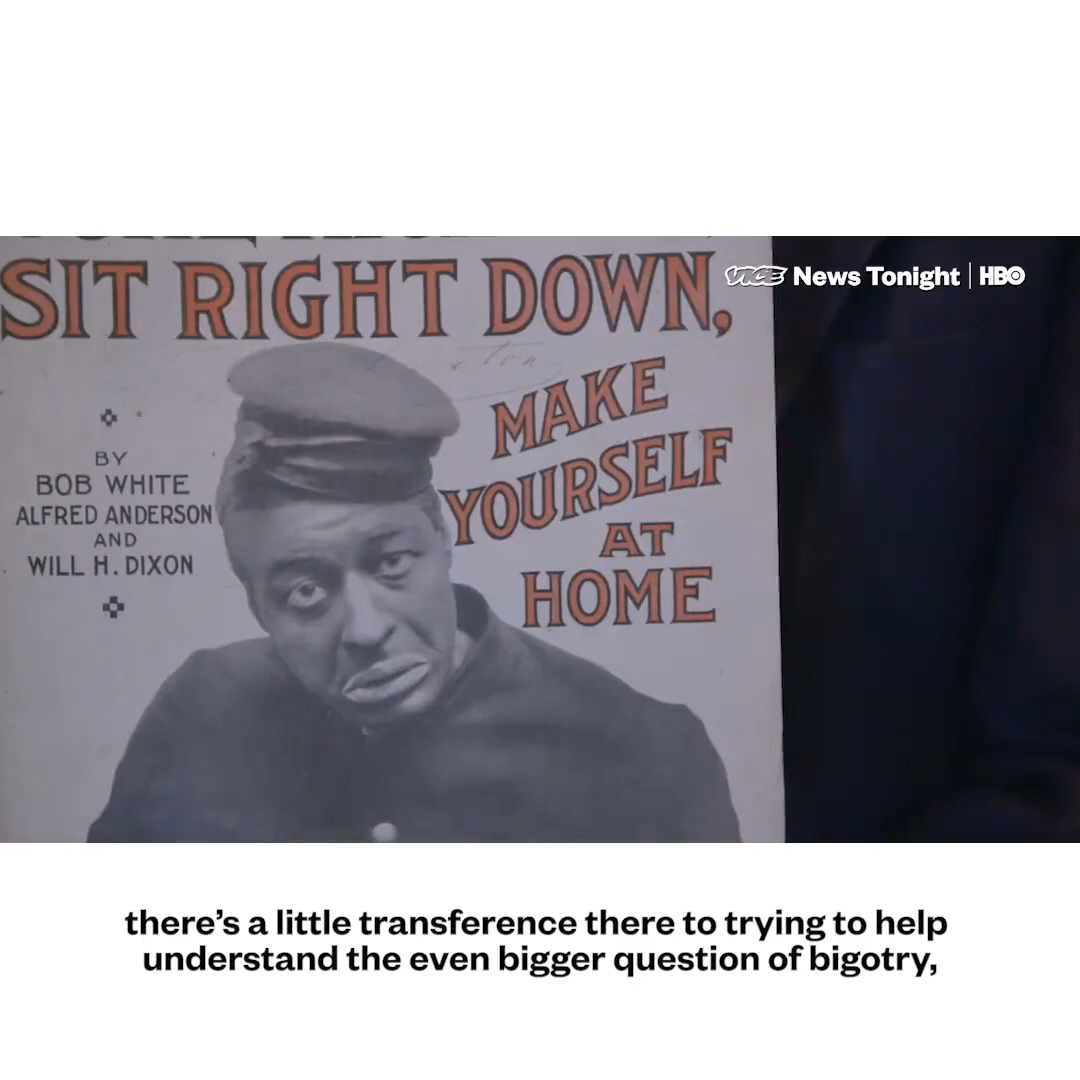 SIT RIGHT DOWN,
VICE News Tonight | HBO
MAKE
YOURSELF
AT
HOME
BY
BOB WHITE
ALFRED ANDERSON
AND
WILL H. DIXON
there's a little transference there to trying to help
understand the even bigger question of bigotry,